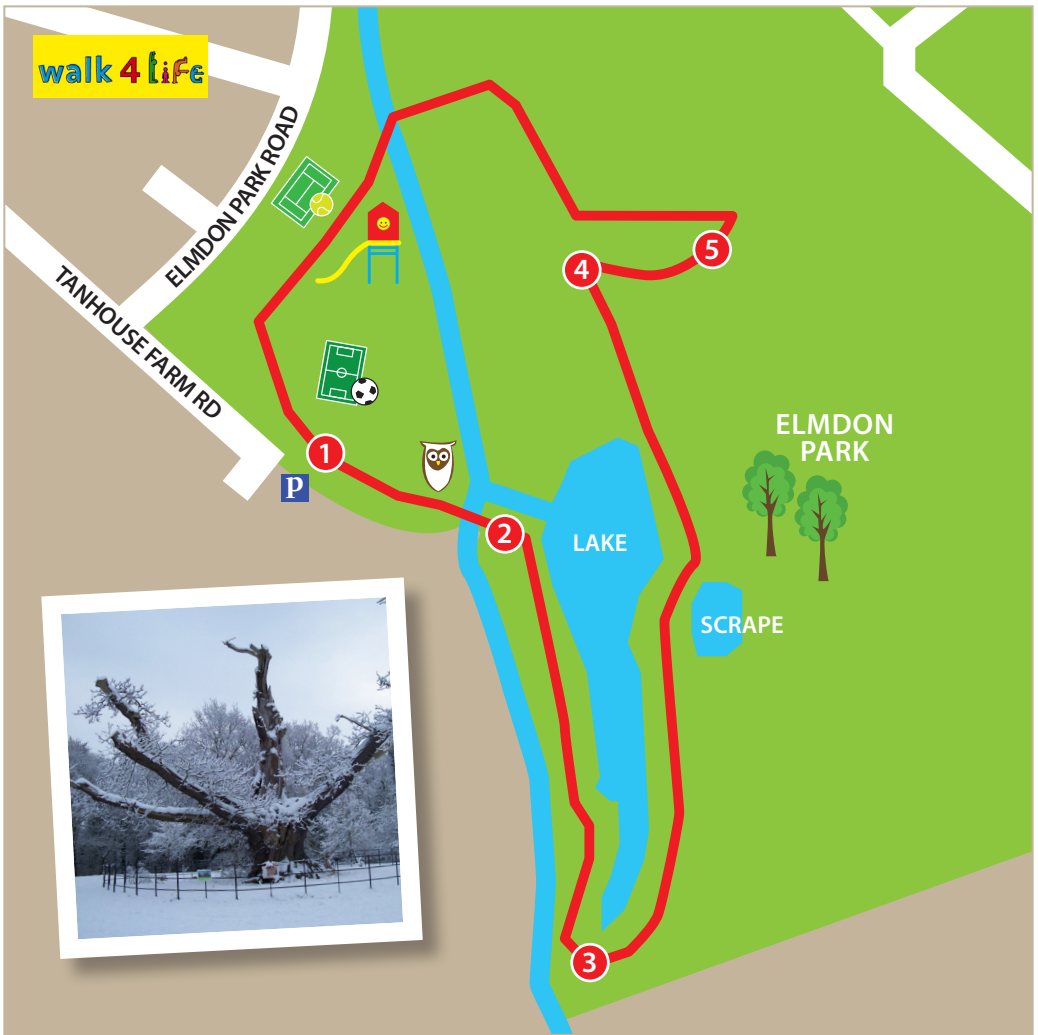 walk 4 life
ELMDON PARK ROAD
TANHOUSE FARM RD
P
1
2
3
4
5
LAKE
SCRAPE
ELMDON
PARK